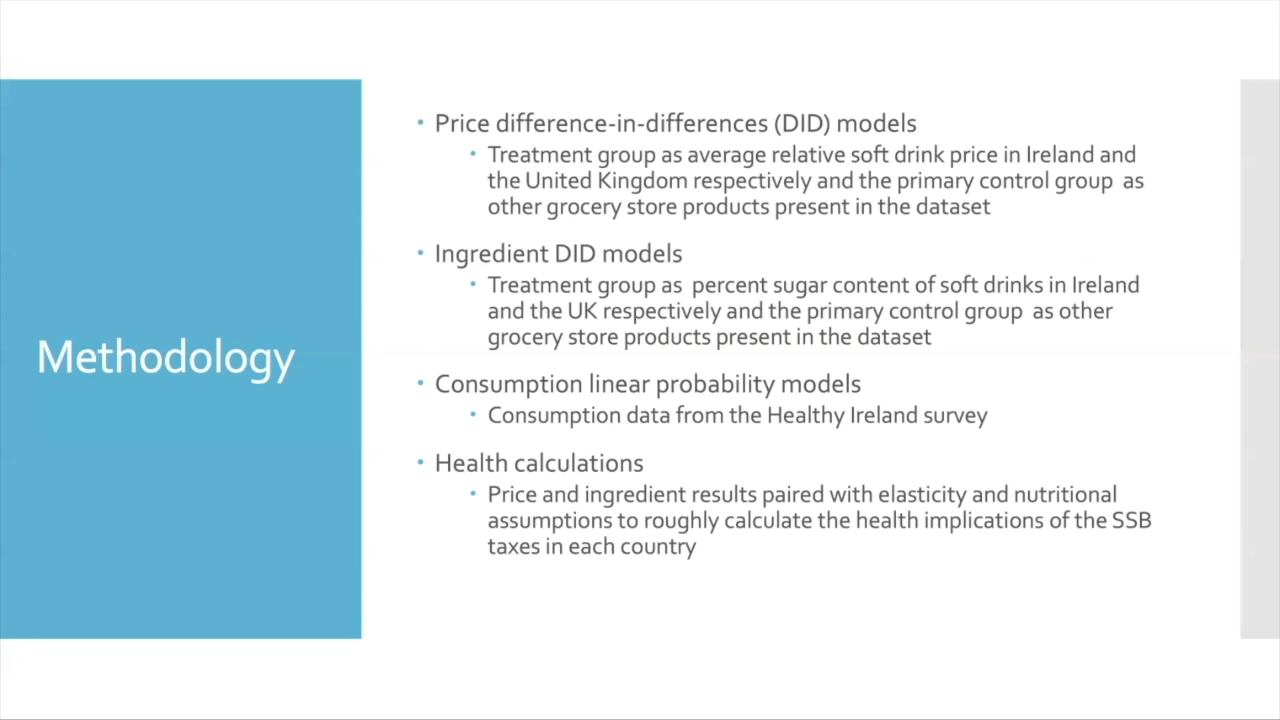 Methodology
• Price difference-in-differences (DID) models
• Treatment group as average relative soft drink price in Ireland and
the United Kingdom respectively and the primary control group as
other grocery store products present in the dataset
• Ingredient DID models
• Treatment group as percent sugar content of soft drinks in Ireland
and the UK respectively and the primary control group as other
grocery store products present in the dataset
• Consumption linear probability models
• Consumption data from the Healthy Ireland survey
• Health calculations
• Price and ingredient results paired with elasticity and nutritional
assumptions to roughly calculate the health implications of the SSB
taxes in each country